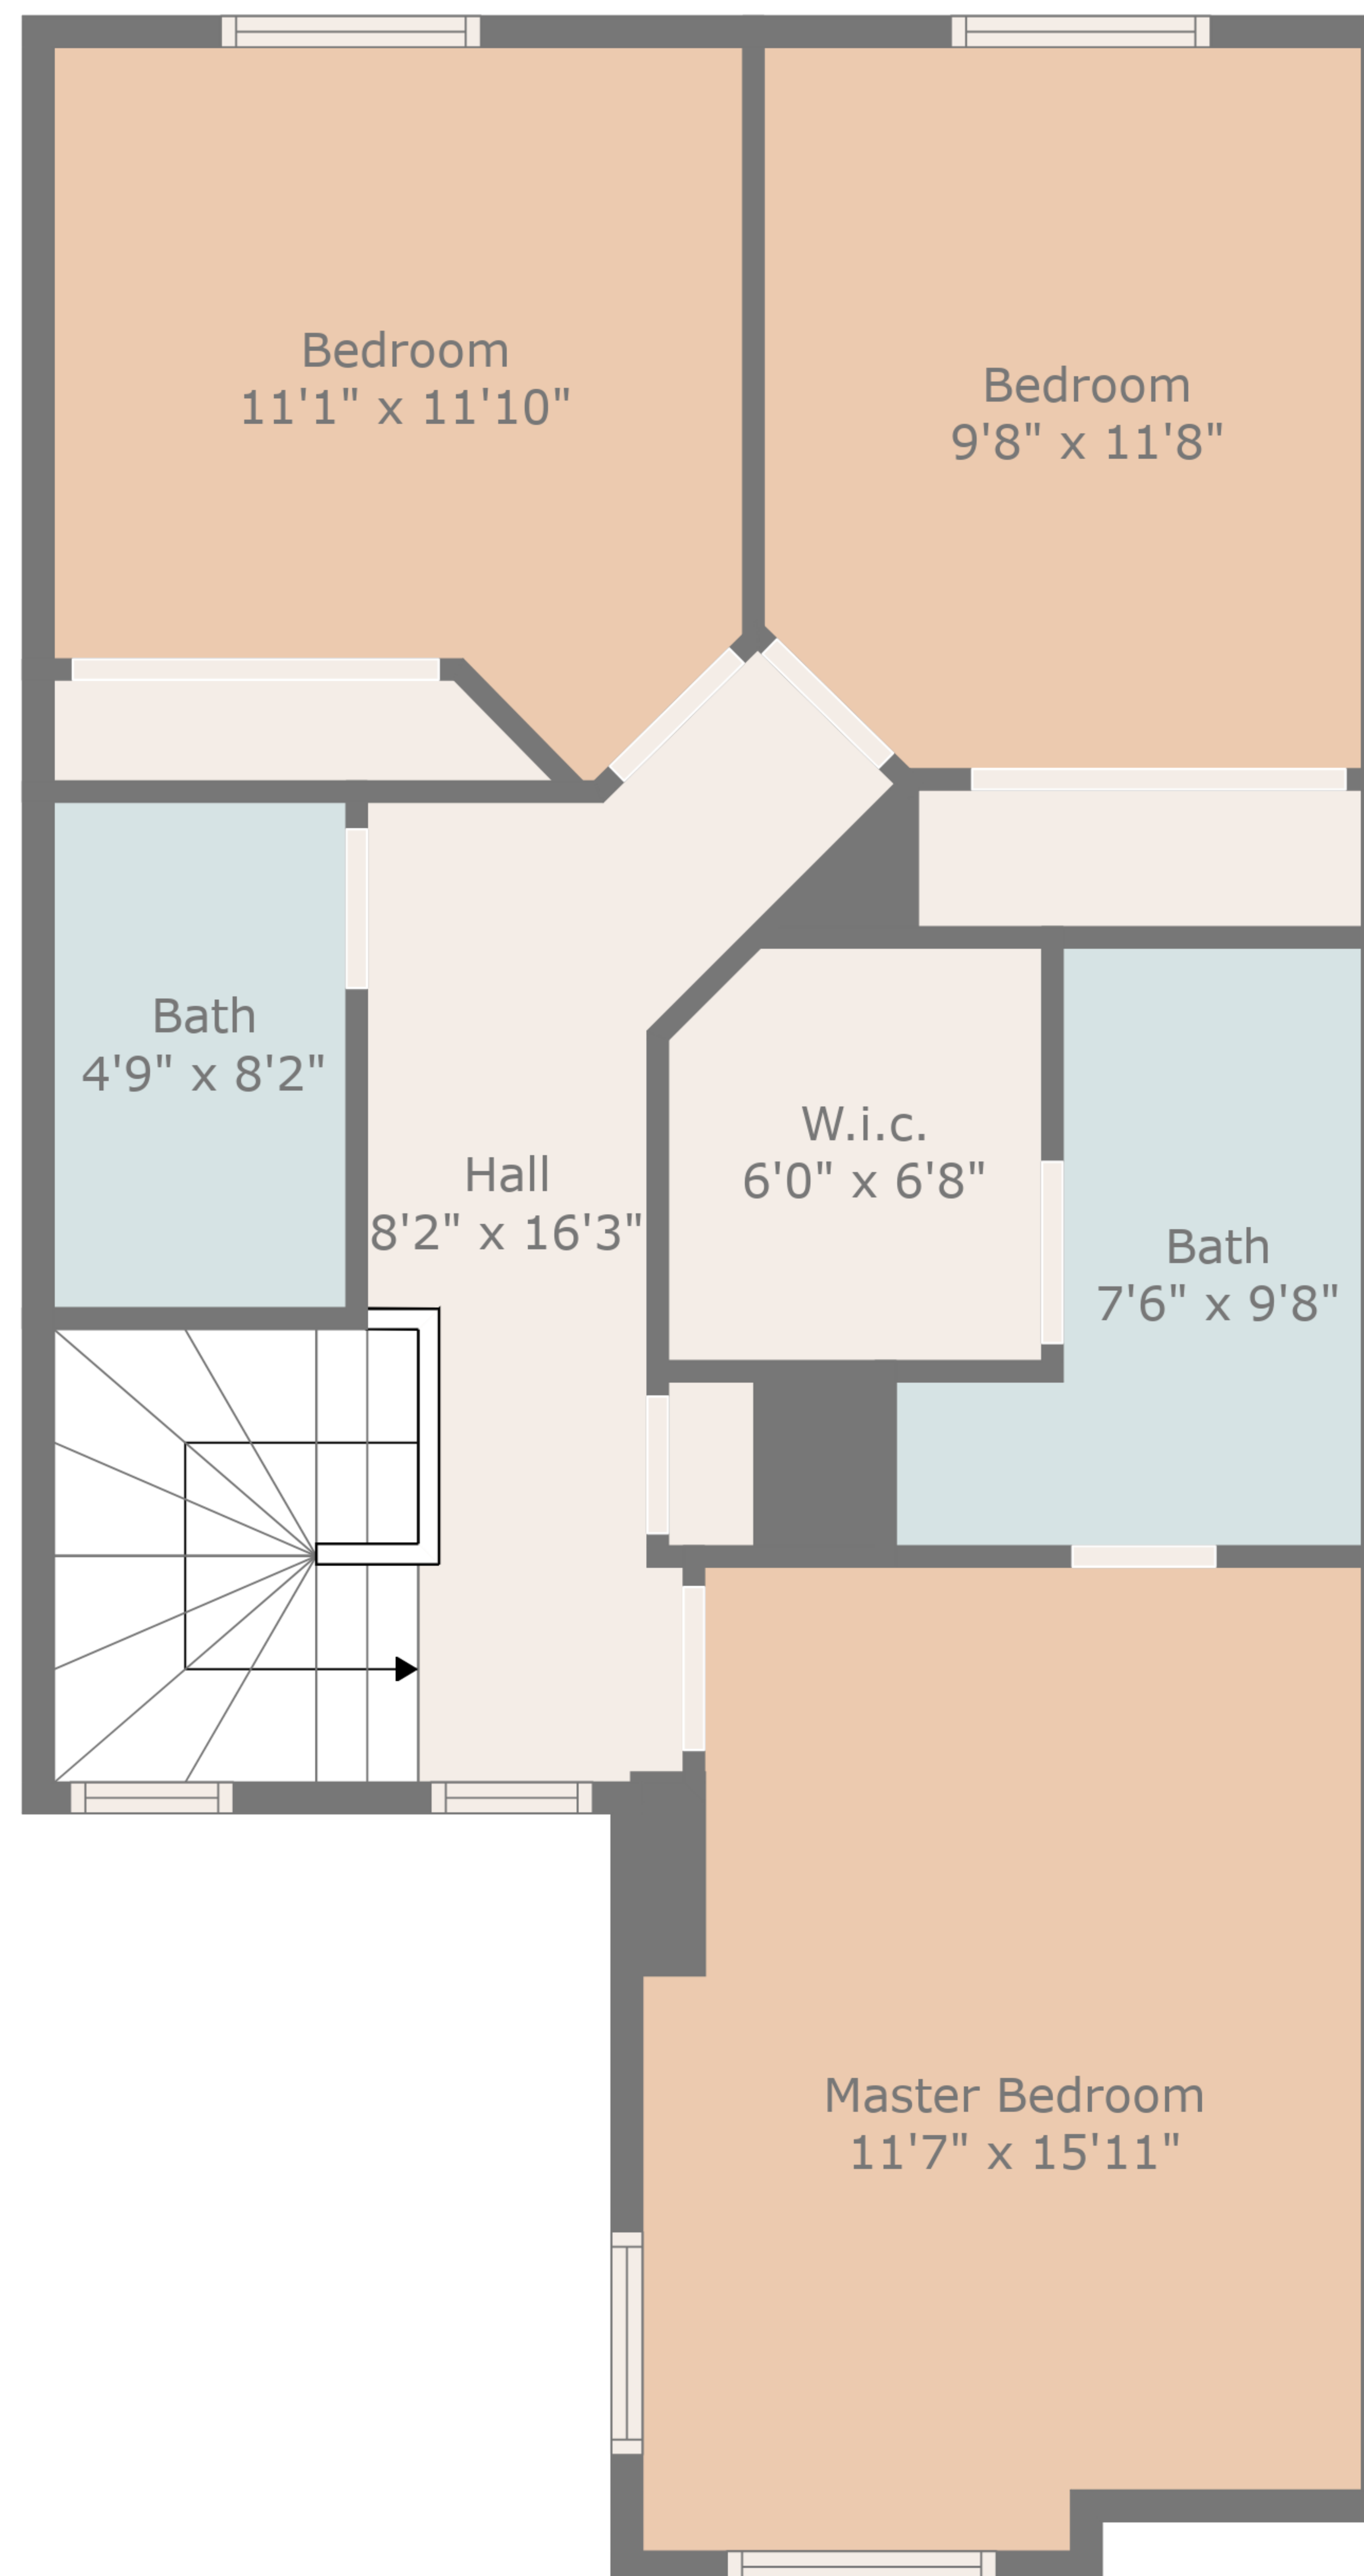 Bedroom
11'1" x 11'10"
Bedroom
9'8" x 11'8"
Bath
4'9" x 8'2"
W.i.c.
6'0" x 6'8"
Hall
8'2" x 16'3"
Bath
7'6" x 9'8"
Master Bedroom
11'7" x 15'11"